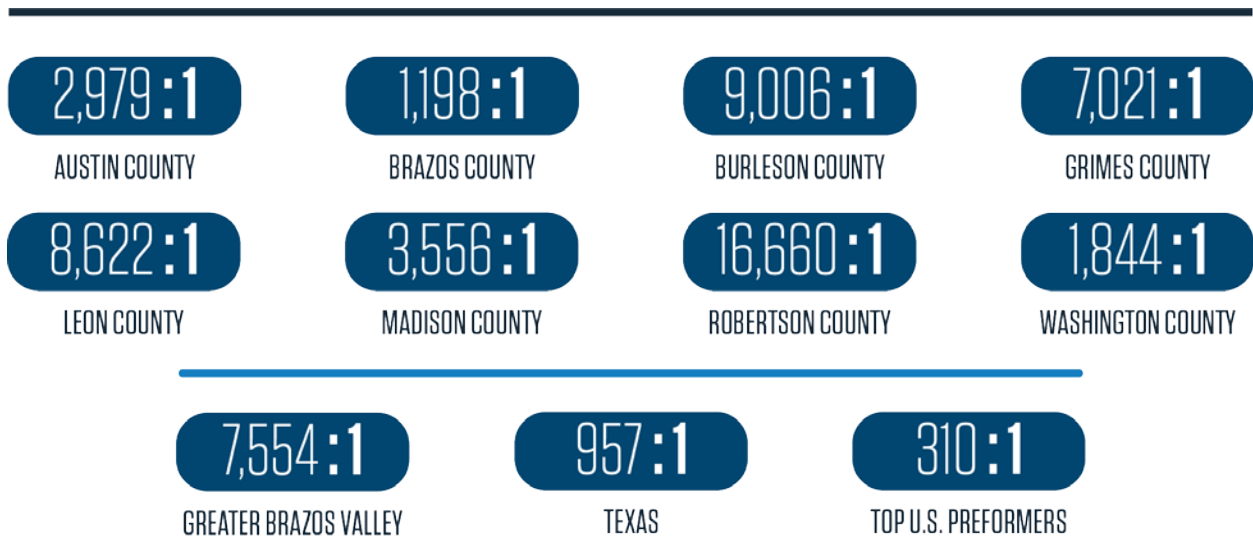 2,979 :1 1,198 :1 9,006 :1 7,021 :1
AUSTIN COUNTY BRAZOS COUNTY BURLESON COUNTY GRIMES COUNTY
8,622 :1 3,556 :1 16,660 :1 1,844 :1
LEON COUNTY MADISON COUNTY ROBERTSON COUNTY WASHINGTON COUNTY
7,554 :1 957 :1 310 :1
GREATER BRAZOS VALLEY TEXAS TOP U.S. PREFORMERS